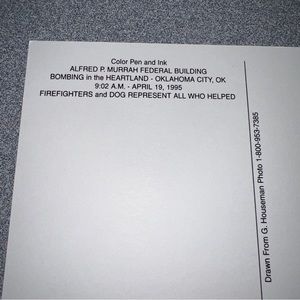 Color Pen and Ink
ALFRED P. MURRAH FEDERAL BUILDING
BOMBING in the HEARTLAND - OKLAHOMA CITY, OK
9:02 A.M. - APRIL 19, 1995
FIREFIGHTERS and DOG REPRESENT ALL WHO HELPED
Drawn From G. Houseman Photo 1-800-953-7385